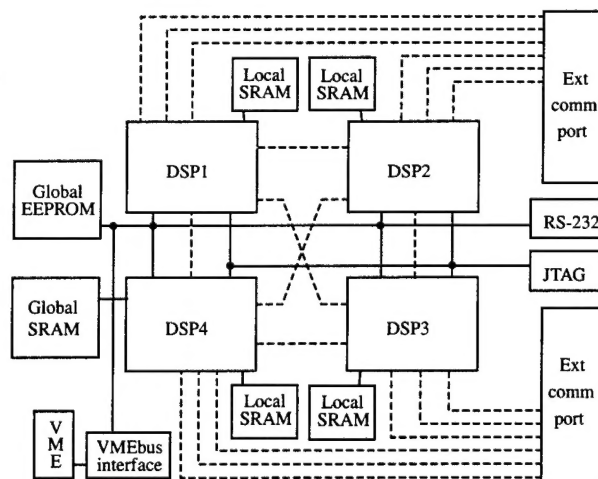 Local
SRAM
Local
SRAM
Ext
comm
port
DSP1
DSP2
Global
EEPROM
RS-232
JTAG
Global
SRAM
DSP4
DSP3
Ext
comm
port
Local
SRAM
Local
SRAM
VME
VMEbus
interface